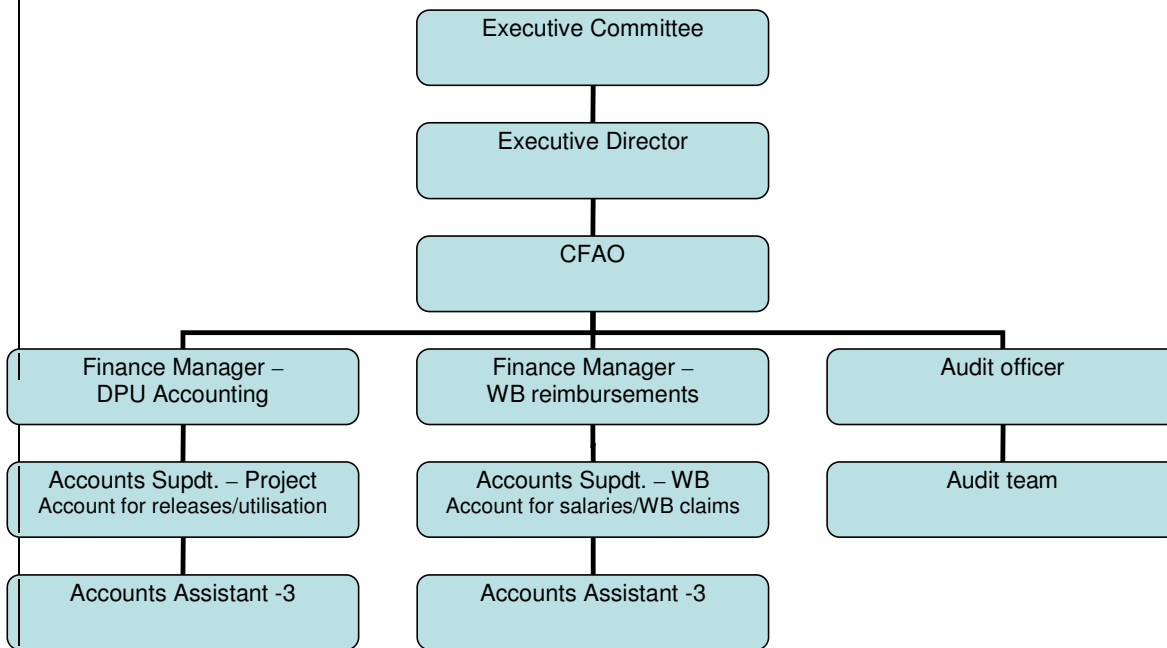 Executive Committee
Executive Director
CFAO
Finance Manager –
DPU Accounting
Finance Manager –
WB reimbursements
Audit officer
Accounts Supdt. – Project
Account for releases/utilisation
Accounts Supdt. – WB
Account for salaries/WB claims
Audit team
Accounts Assistant -3
Accounts Assistant -3